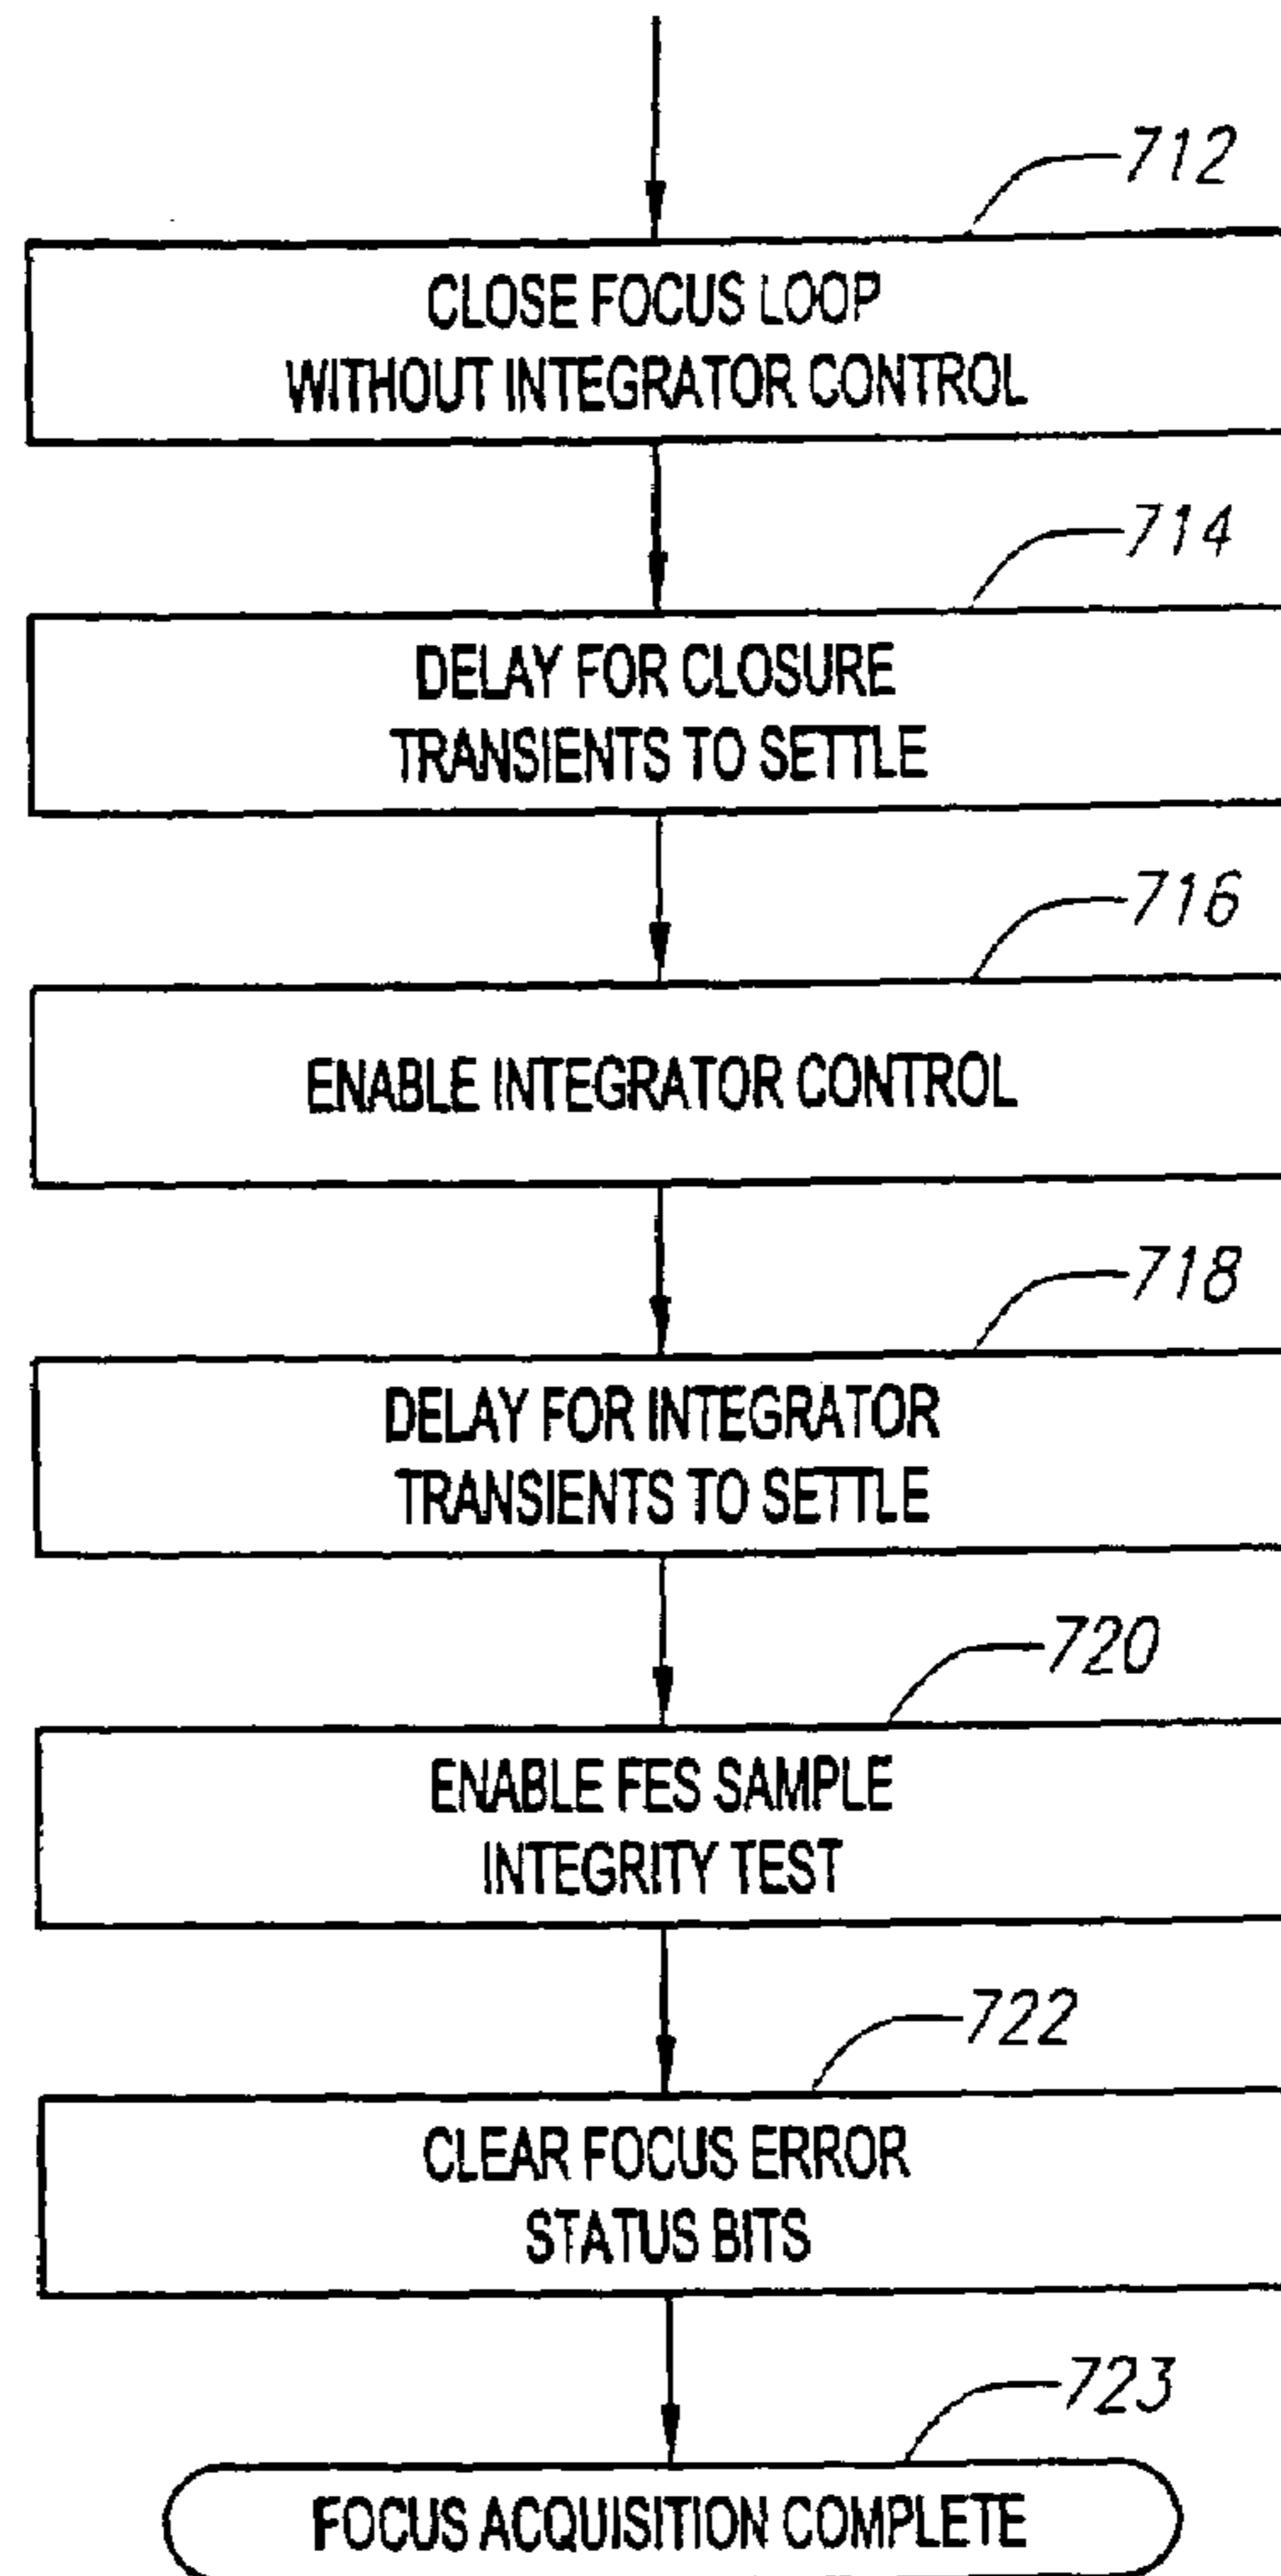 712
CLOSE FOCUS LOOP
WITHOUT INTEGRATOR CONTROL
714
DELAY FOR CLOSURE
TRANSIENTS TO SETTLE
716
ENABLE INTEGRATOR CONTROL
718
DELAY FOR INTEGRATOR
TRANSIENTS TO SETTLE
720
ENABLE FES SAMPLE
INTEGRITY TEST
722
CLEAR FOCUS ERROR
STATUS BITS
723
FOCUS ACQUISITION COMPLETE